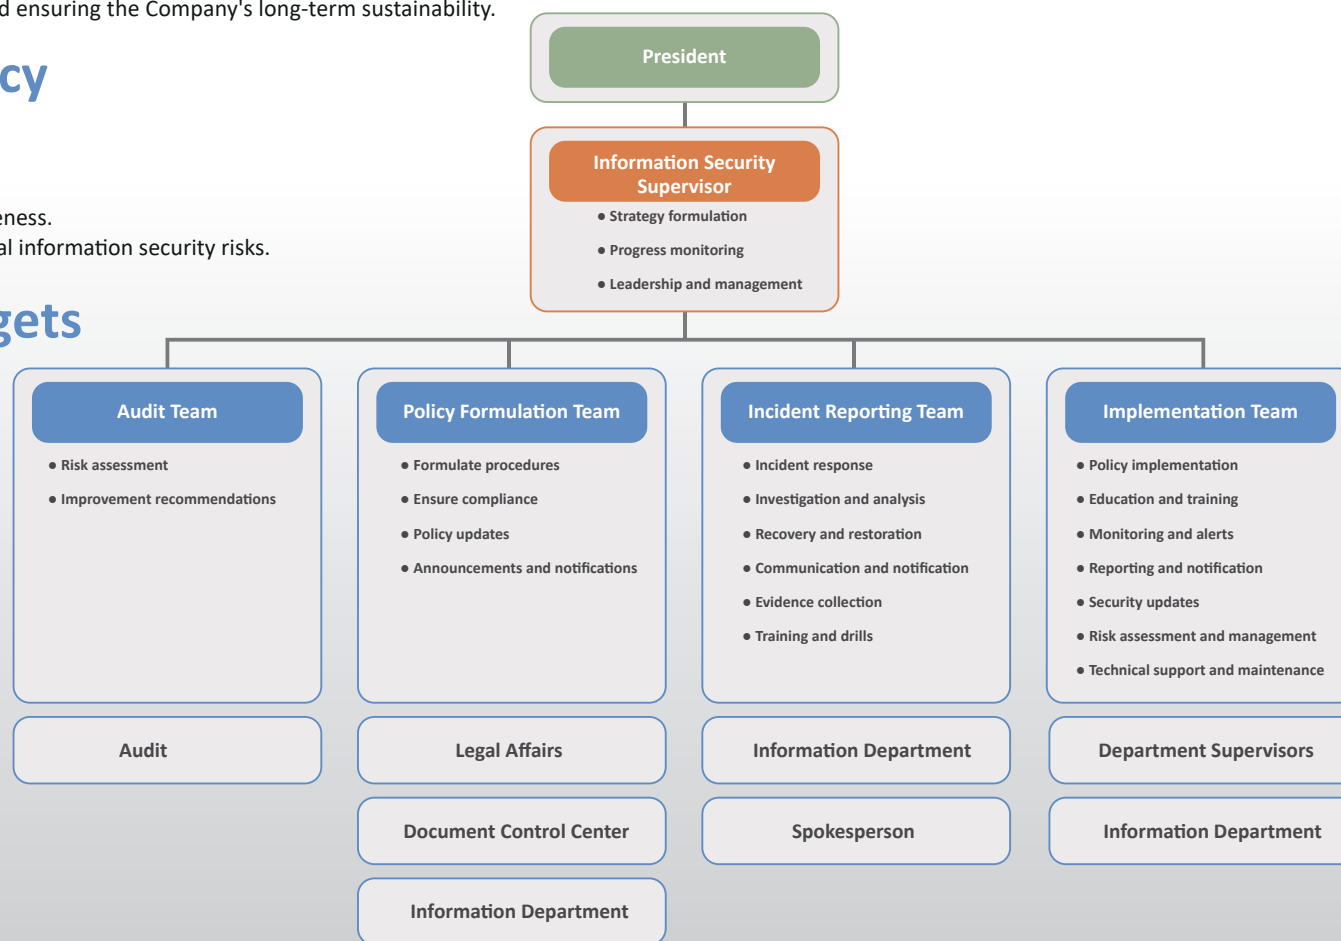 ensuring the Company's long-term sustainability.
President
Information Security
Supervisor
● Strategy formulation
● Progress monitoring
● Leadership and management
information security risks.
Audit Team
● Risk assessment
● Improvement recommendations
Audit
Policy Formulation Team
● Formulate procedures
● Ensure compliance
● Policy updates
● Announcements and notifications
Legal Affairs
Document Control Center
Information Department
Incident Reporting Team
● Incident response
● Investigation and analysis
● Recovery and restoration
● Communication and notification
● Evidence collection
● Training and drills
Information Department
Spokesperson
Implementation Team
● Policy implementation
● Education and training
● Monitoring and alerts
● Reporting and notification
● Security updates
● Risk assessment and management
● Technical support and maintenance
Department Supervisors
Information Department